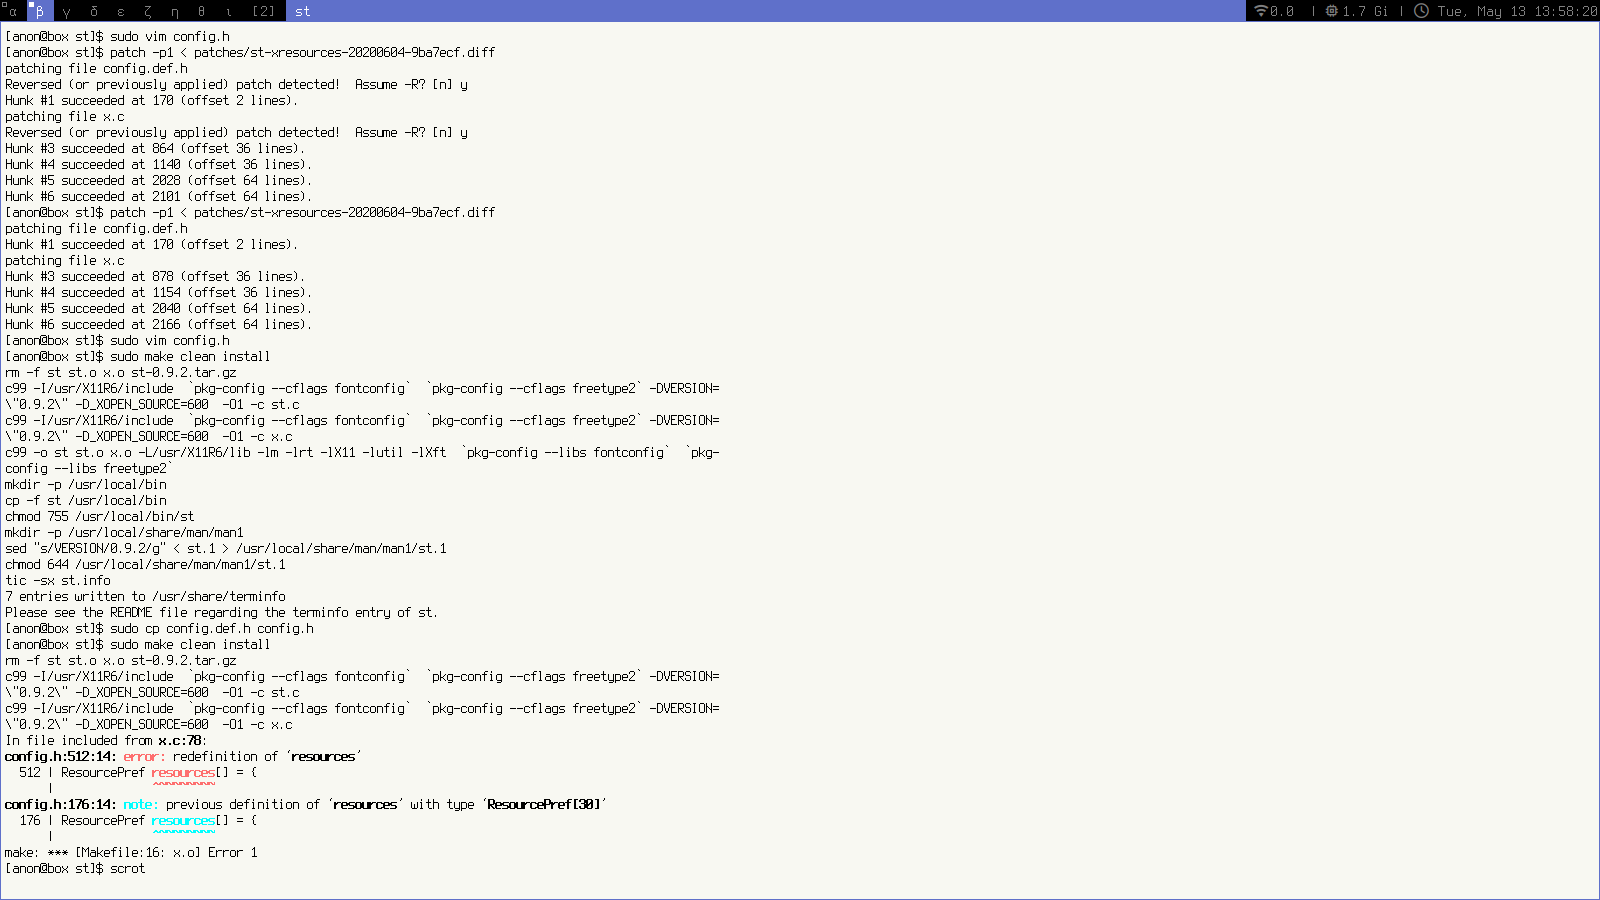 α β γ δ ε ζ η θ ι [2] st 0.0 | 1.7 Gi | Tue, May 13 13:58:20
[anon@box st]$ sudo vim config.h
[anon@box st]$ patch -p1 < patches/st-xresources-20200604-9ba7ecf.diff
patching file config.def.h
Reversed (or previously applied) patch detected!  Assume -R? [n] y
Hunk #1 succeeded at 170 (offset 2 lines).
patching file x.c
Reversed (or previously applied) patch detected!  Assume -R? [n] y
Hunk #3 succeeded at 864 (offset 36 lines).
Hunk #4 succeeded at 1140 (offset 36 lines).
Hunk #5 succeeded at 2028 (offset 64 lines).
Hunk #6 succeeded at 2101 (offset 64 lines).
[anon@box st]$ patch -p1 < patches/st-xresources-20200604-9ba7ecf.diff
patching file config.def.h
Hunk #1 succeeded at 170 (offset 2 lines).
patching file x.c
Hunk #3 succeeded at 878 (offset 36 lines).
Hunk #4 succeeded at 1154 (offset 36 lines).
Hunk #5 succeeded at 2040 (offset 64 lines).
Hunk #6 succeeded at 2166 (offset 64 lines).
[anon@box st]$ sudo vim config.h
[anon@box st]$ sudo make clean install
rm -f st st.o x.o st-0.9.2.tar.gz
c99 -I/usr/X11R6/include  `pkg-config --cflags fontconfig`  `pkg-config --cflags freetype2` -DVERSION=
\"0.9.2\" -D_XOPEN_SOURCE=600  -O1 -c st.c
c99 -I/usr/X11R6/include  `pkg-config --cflags fontconfig`  `pkg-config --cflags freetype2` -DVERSION=
\"0.9.2\" -D_XOPEN_SOURCE=600  -O1 -c x.c
c99 -o st st.o x.o -L/usr/X11R6/lib -lm -lrt -lX11 -lutil -lXft  `pkg-config --libs fontconfig`  `pkg-
config --libs freetype2`
mkdir -p /usr/local/bin
cp -f st /usr/local/bin
chmod 755 /usr/local/bin/st
mkdir -p /usr/local/share/man/man1
sed "s/VERSION/0.9.2/g" < st.1 > /usr/local/share/man/man1/st.1
chmod 644 /usr/local/share/man/man1/st.1
tic -sx st.info
7 entries written to /usr/share/terminfo
Please see the README file regarding the terminfo entry of st.
[anon@box st]$ sudo cp config.def.h config.h
[anon@box st]$ sudo make clean install
rm -f st st.o x.o st-0.9.2.tar.gz
c99 -I/usr/X11R6/include  `pkg-config --cflags fontconfig`  `pkg-config --cflags freetype2` -DVERSION=
\"0.9.2\" -D_XOPEN_SOURCE=600  -O1 -c st.c
c99 -I/usr/X11R6/include  `pkg-config --cflags fontconfig`  `pkg-config --cflags freetype2` -DVERSION=
\"0.9.2\" -D_XOPEN_SOURCE=600  -O1 -c x.c
In file included from x.c:78:
config.h:512:14: error: redefinition of ‘resources’
  512 | ResourcePref resources[] = {
      |              ^~~~~~~~~
config.h:176:14: note: previous definition of ‘resources’ with type ‘ResourcePref[30]’
  176 | ResourcePref resources[] = {
      |              ^~~~~~~~~
make: *** [Makefile:16: x.o] Error 1
[anon@box st]$ scrot